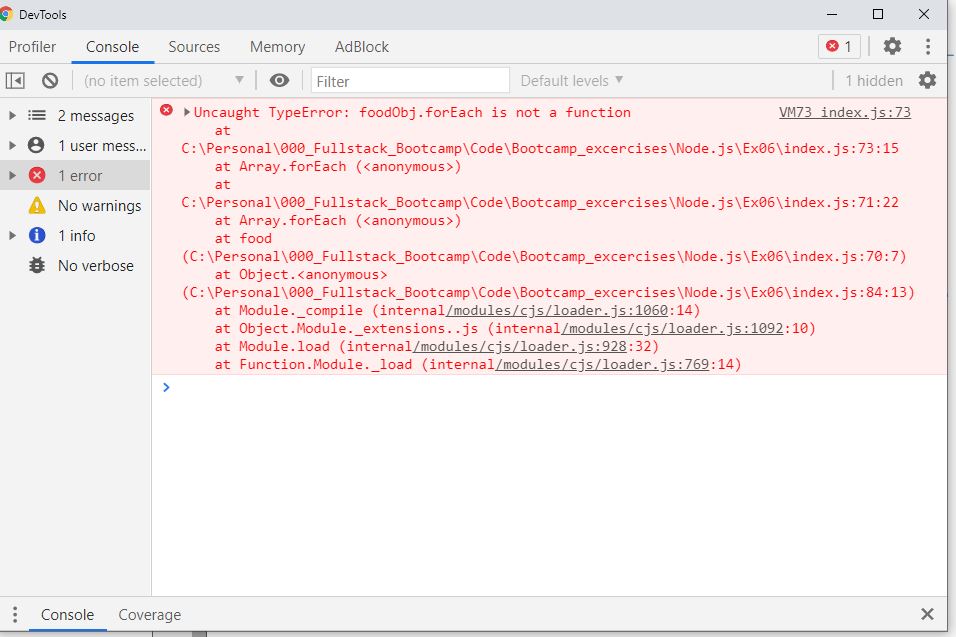 DevTools
Profiler Console Sources Memory AdBlock 1
(no item selected) Filter Default levels 1 hidden
2 messages
1 user mess...
1 error
No warnings
1 info
No verbose
Uncaught TypeError: foodObj.forEach is not a function VM73 index.js:73
at
C:\Personal\000_Fullstack_Bootcamp\Code\Bootcamp_excercises\Node.js\Ex06\index.js:73:15
at Array.forEach (<anonymous>)
at
C:\Personal\000_Fullstack_Bootcamp\Code\Bootcamp_excercises\Node.js\Ex06\index.js:71:22
at Array.forEach (<anonymous>)
at food
(C:\Personal\000_Fullstack_Bootcamp\Code\Bootcamp_excercises\Node.js\Ex06\index.js:70:7)
at Object.<anonymous>
(C:\Personal\000_Fullstack_Bootcamp\Code\Bootcamp_excercises\Node.js\Ex06\index.js:84:13)
at Module._compile (internal/modules/cjs/loader.js:1060:14)
at Object.Module._extensions..js (internal/modules/cjs/loader.js:1092:10)
at Module.load (internal/modules/cjs/loader.js:928:32)
at Function.Module._load (internal/modules/cjs/loader.js:769:14)
Console Coverage